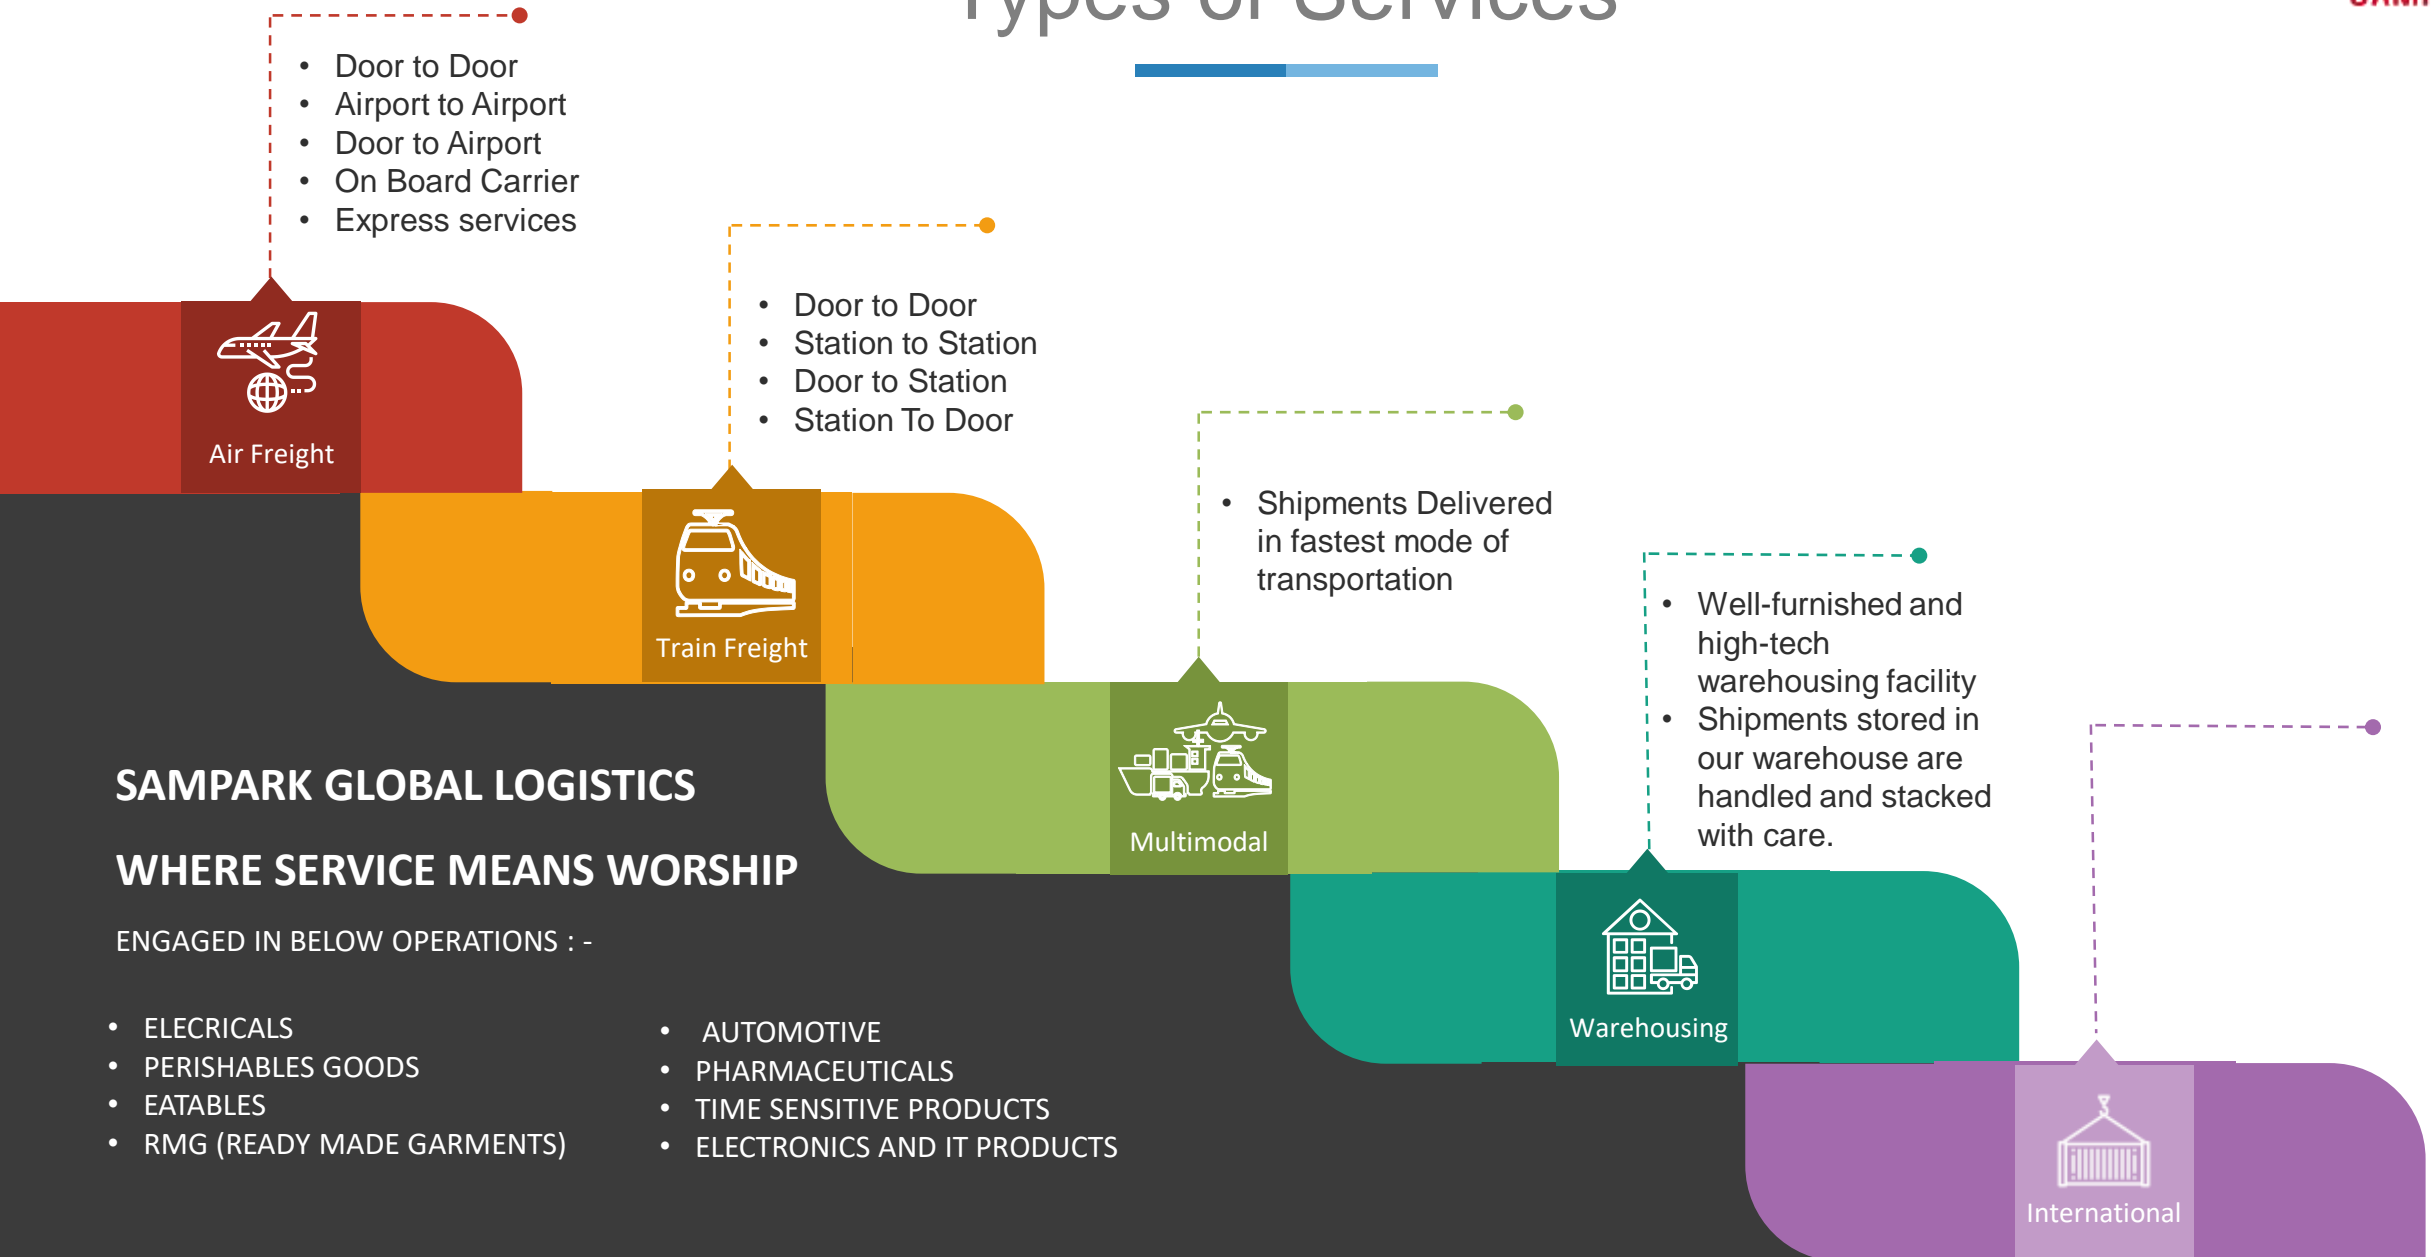 Types of Services
• Door to Door
• Airport to Airport
• Door to Airport
• On Board Carrier
• Express services
Air Freight
• Door to Door
• Station to Station
• Door to Station
• Station To Door
Train Freight
• Shipments Delivered
in fastest mode of
transportation
Multimodal
• Well-furnished and
high-tech
warehousing facility
• Shipments stored in
our warehouse are
handled and stacked
with care.
Warehousing
International
SAMPARK GLOBAL LOGISTICS
WHERE SERVICE MEANS WORSHIP
ENGAGED IN BELOW OPERATIONS : -
• ELECRICALS
• PERISHABLES GOODS
• EATABLES
• RMG (READY MADE GARMENTS)
• AUTOMOTIVE
• PHARMACEUTICALS
• TIME SENSITIVE PRODUCTS
• ELECTRONICS AND IT PRODUCTS